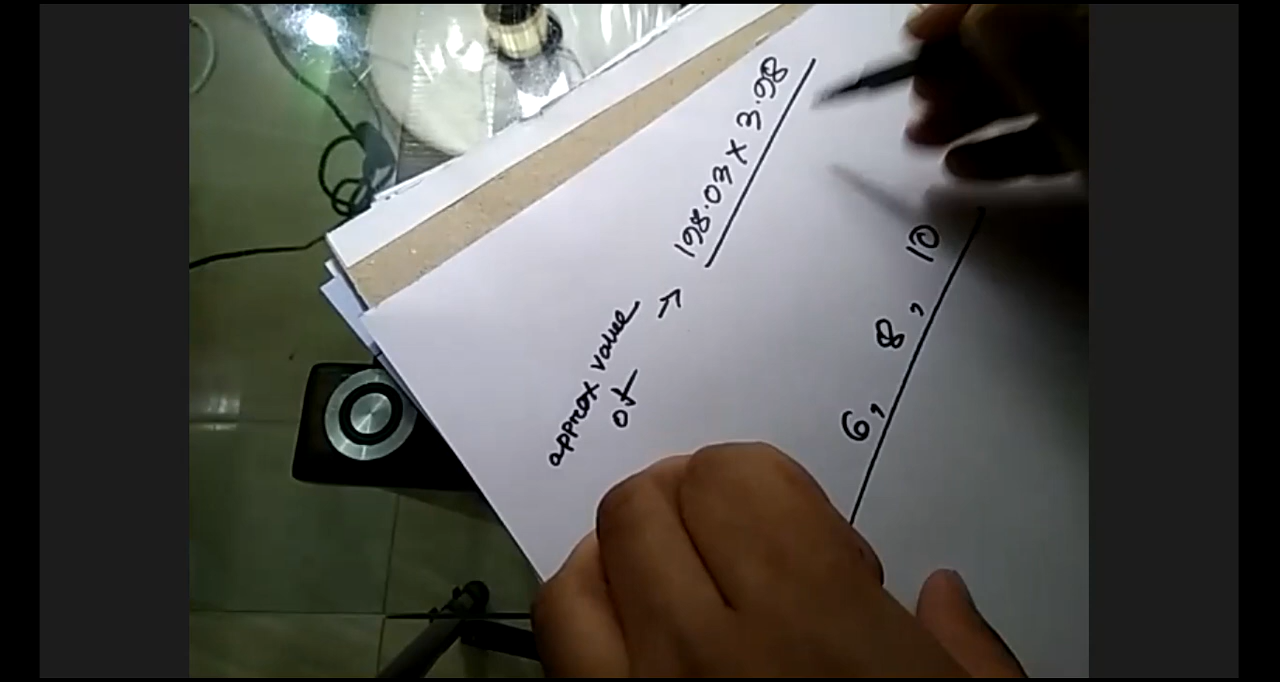 approx value
of → 198.03 × 3.98
6, 8, 10